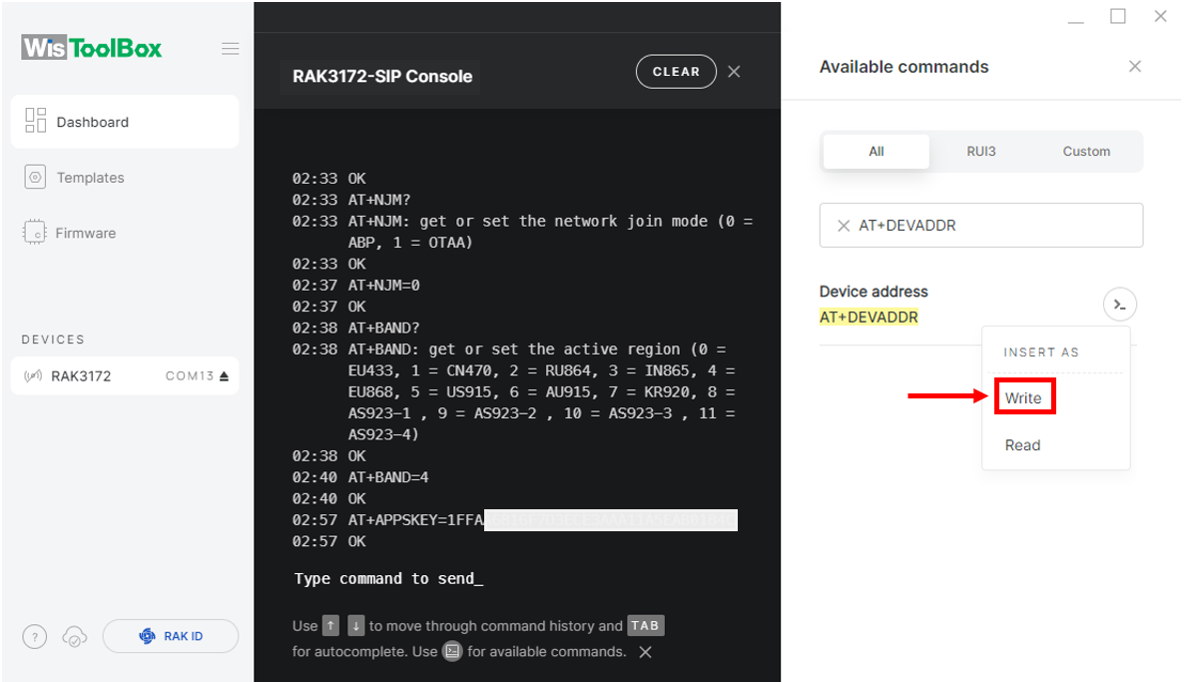 WisToolBox
Dashboard
Templates
Firmware
DEVICES
RAK3172 COM13
?
RAK ID
RAK3172-SIP Console
CLEAR
02:33 OK
02:33 AT+NJM?
02:33 AT+NJM: get or set the network join mode (0 =
ABP, 1 = OTAA)
02:33 OK
02:37 AT+NJM=0
02:37 OK
02:38 AT+BAND?
02:38 AT+BAND: get or set the active region (0 =
EU433, 1 = CN470, 2 = RU864, 3 = IN865, 4 =
EU868, 5 = US915, 6 = AU915, 7 = KR920, 8 =
AS923-1 , 9 = AS923-2 , 10 = AS923-3 , 11 =
AS923-4)
02:38 OK
02:40 AT+BAND=4
02:40 OK
02:57 AT+APPSKEY=1FFA
02:57 OK
Type command to send_
Use ↑ ↓ to move through command history and TAB
for autocomplete. Use for available commands.
Available commands
All RUI3 Custom
AT+DEVADDR
Device address
AT+DEVADDR
INSERT AS
Write
Read